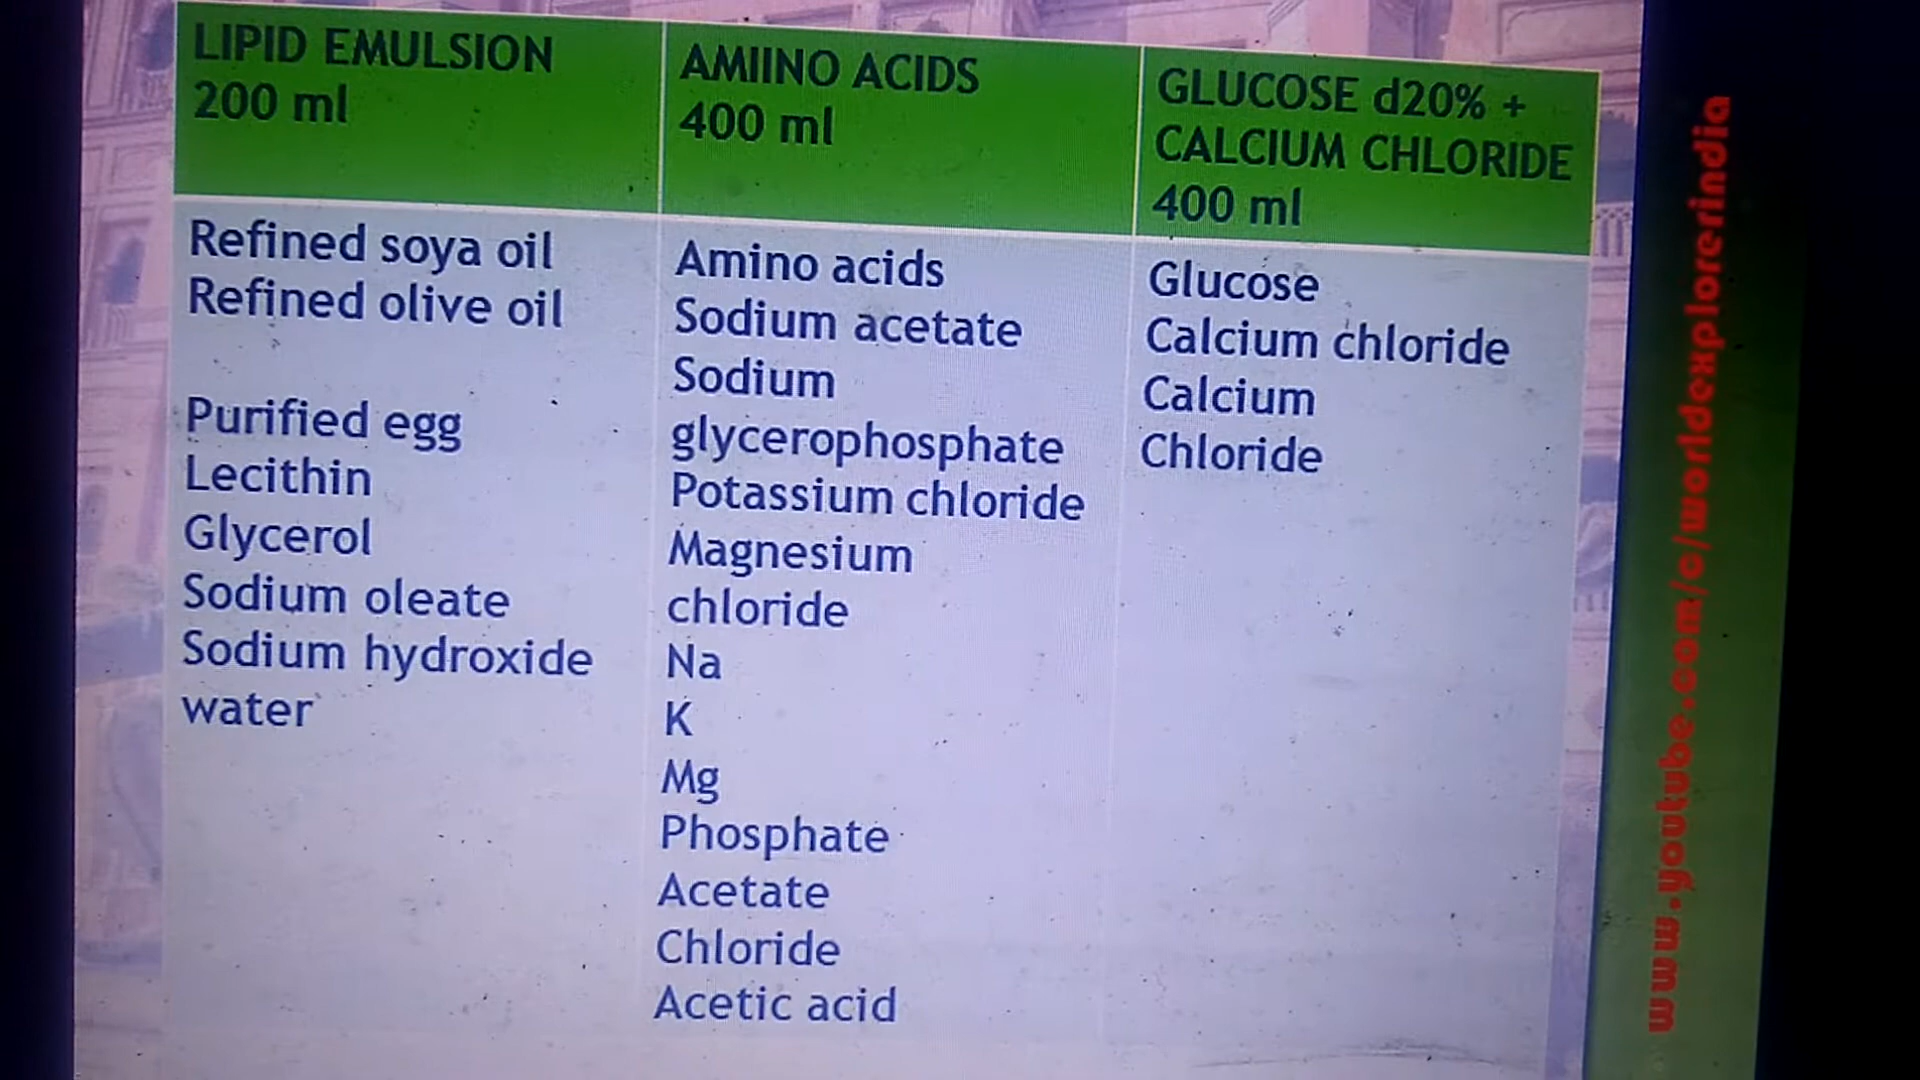 LIPID EMULSION
200 ml
AMIINO ACIDS
400 ml
GLUCOSE d20% +
CALCIUM CHLORIDE
400 ml
Refined soya oil
Refined olive oil
Purified egg
Lecithin
Glycerol
Sodium oleate
Sodium hydroxide
water
Amino acids
Sodium acetate
Sodium
glycerophosphate
Potassium chloride
Magnesium
chloride
Na
K
Mg
Phosphate
Acetate
Chloride
Acetic acid
Glucose
Calcium chloride
Calcium
Chloride
www.youtube.com/c/worldexplorerindia